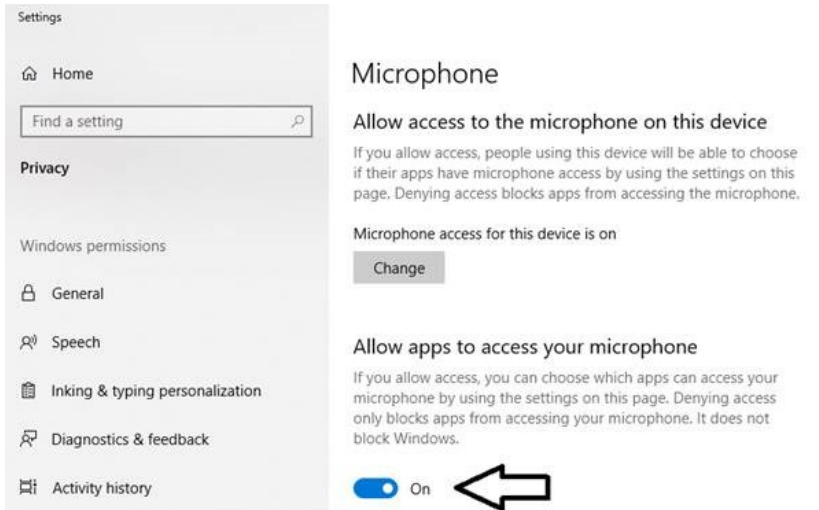 Settings
Home
Find a setting
Privacy
Windows permissions
General
Speech
Inking & typing personalization
Diagnostics & feedback
Activity history
Microphone
Allow access to the microphone on this device
If you allow access, people using this device will be able to choose
if their apps have microphone access by using the settings on this
page. Denying access blocks apps from accessing the microphone.
Microphone access for this device is on
Change
Allow apps to access your microphone
If you allow access, you can choose which apps can access your
microphone by using the settings on this page. Denying access
only blocks apps from accessing your microphone. It does not
block Windows.
On